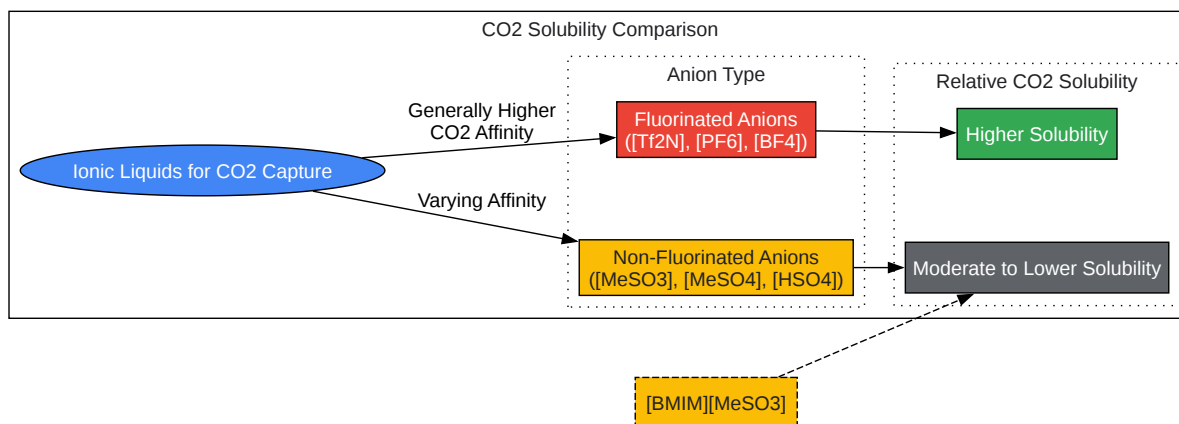 CO2 Solubility Comparison
Anion Type
Relative CO2 Solubility
Generally Higher
CO2 Affinity
Fluorinated Anions
([Tf2N], [PF6], [BF4])
Higher Solubility
Ionic Liquids for CO2 Capture
Varying Affinity
Non-Fluorinated Anions
([MeSO3], [MeSO4], [HSO4])
Moderate to Lower Solubility
[BMIM][MeSO3]